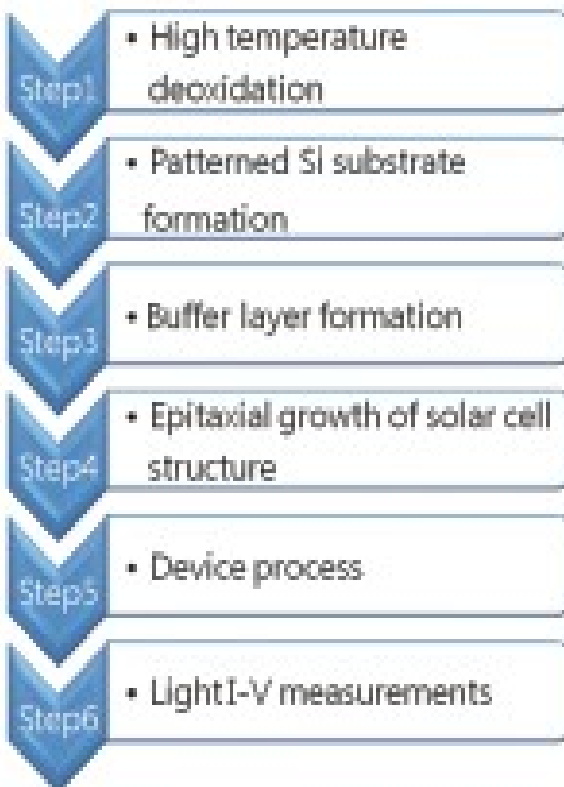 Step1
• High temperature
deoxidation
Step2
• Patterned Si substrate
formation
Step3
• Buffer layer formation
Step4
• Epitaxial growth of solar cell
structure
Step5
• Device process
Step6
• Light I-V measurements